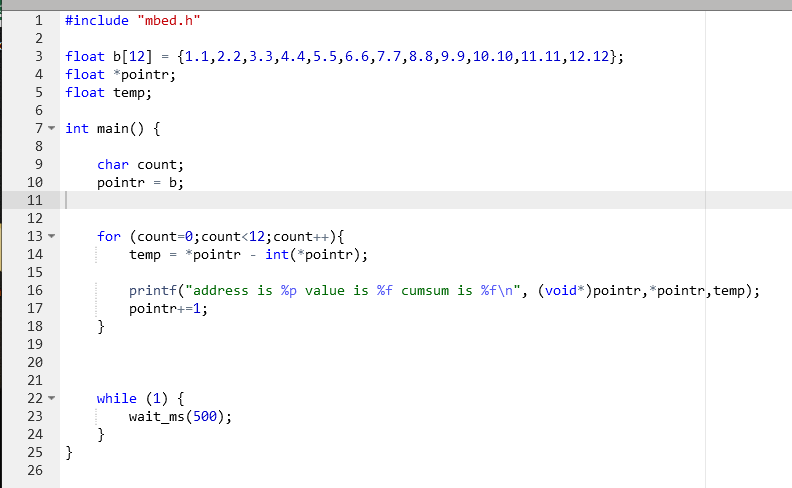 1 #include "mbed.h"
2
3 float b[12] = {1.1,2.2,3.3,4.4,5.5,6.6,7.7,8.8,9.9,10.10,11.11,12.12};
4 float *pointr;
5 float temp;
6
7 int main() {
8
9     char count;
10     pointr = b;
11
12
13     for (count=0;count<12;count++){
14         temp = *pointr - int(*pointr);
15
16         printf("address is %p value is %f cumsum is %f\n", (void*)pointr,*pointr,temp);
17         pointr+=1;
18     }
19
20
21
22     while (1) {
23         wait_ms(500);
24     }
25 }
26